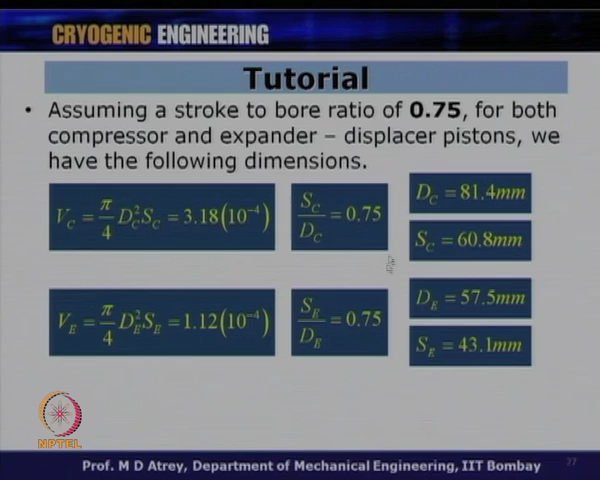 CRYOGENIC ENGINEERING
Tutorial
• Assuming a stroke to bore ratio of 0.75, for both
compressor and expander – displacer pistons, we
have the following dimensions.
V_C = π/4 D_C^2 S_C = 3.18(10^-4)
S_C/D_C = 0.75
D_C = 81.4mm
S_C = 60.8mm
V_E = π/4 D_E^2 S_E = 1.12(10^-4)
S_E/D_E = 0.75
D_E = 57.5mm
S_E = 43.1mm
NPTEL
Prof. M D Atrey, Department of Mechanical Engineering, IIT Bombay